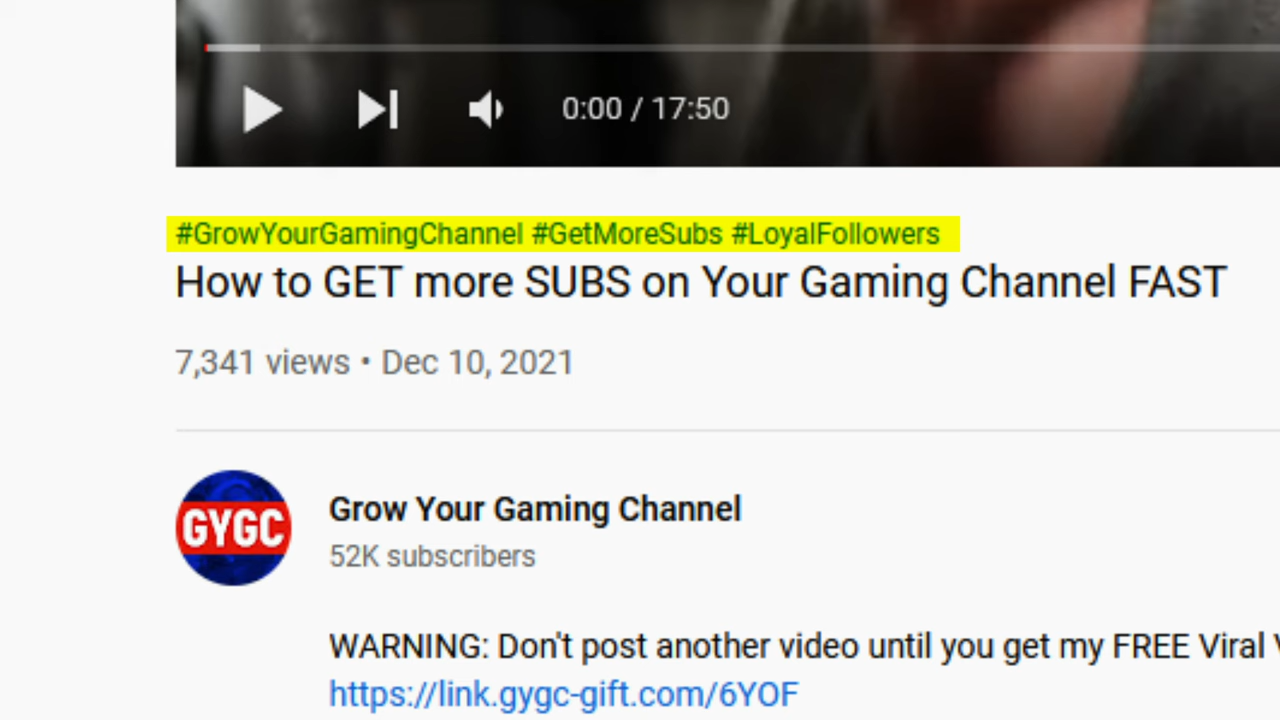 0:00 / 17:50
#GrowYourGamingChannel #GetMoreSubs #LoyalFollowers
How to GET more SUBS on Your Gaming Channel FAST
7,341 views • Dec 10, 2021
GYGC
Grow Your Gaming Channel
52K subscribers
WARNING: Don't post another video until you get my FREE Viral
https://link.gygc-gift.com/6YOF